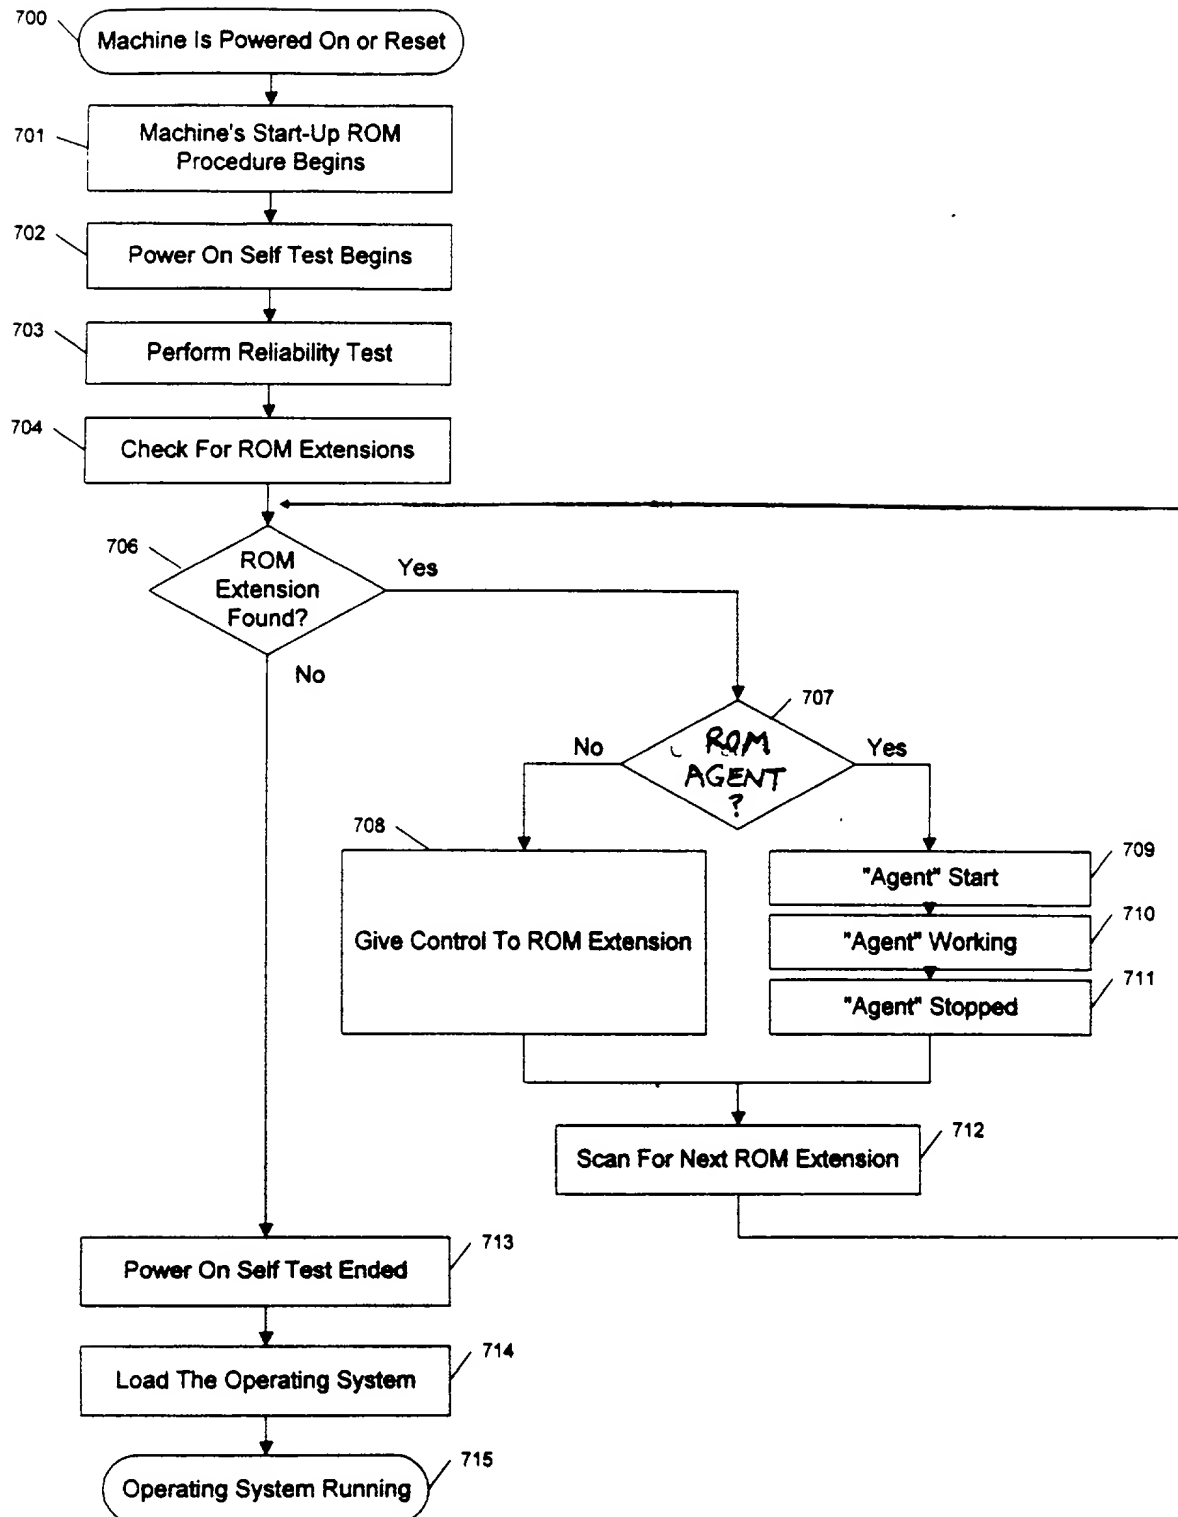 700
Machine Is Powered On or Reset
701
Machine's Start-Up ROM
Procedure Begins
702
Power On Self Test Begins
703
Perform Reliability Test
704
Check For ROM Extensions
706
ROM
Extension
Found?
Yes
No
707
ROM
AGENT
?
No
Yes
708
Give Control To ROM Extension
709
"Agent" Start
710
"Agent" Working
711
"Agent" Stopped
712
Scan For Next ROM Extension
713
Power On Self Test Ended
714
Load The Operating System
715
Operating System Running